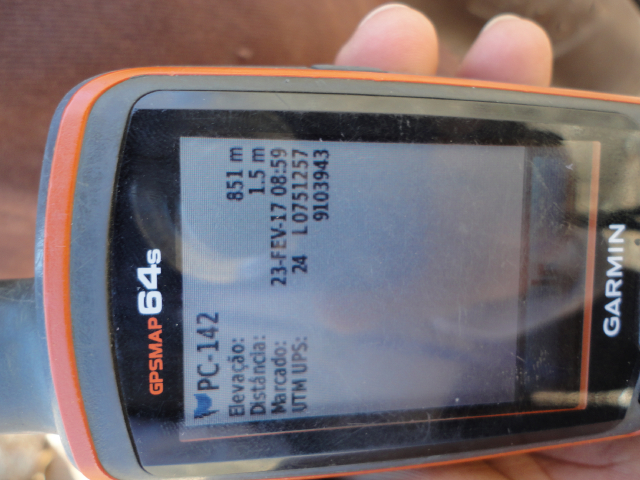 GPSMAP 64s
PC-142
Elevação: 851 m
Distância: 1.5 m
Marcado: 23-FEV-17 08:59
UTM UPS: 24 L 0751257
9103943
GARMIN